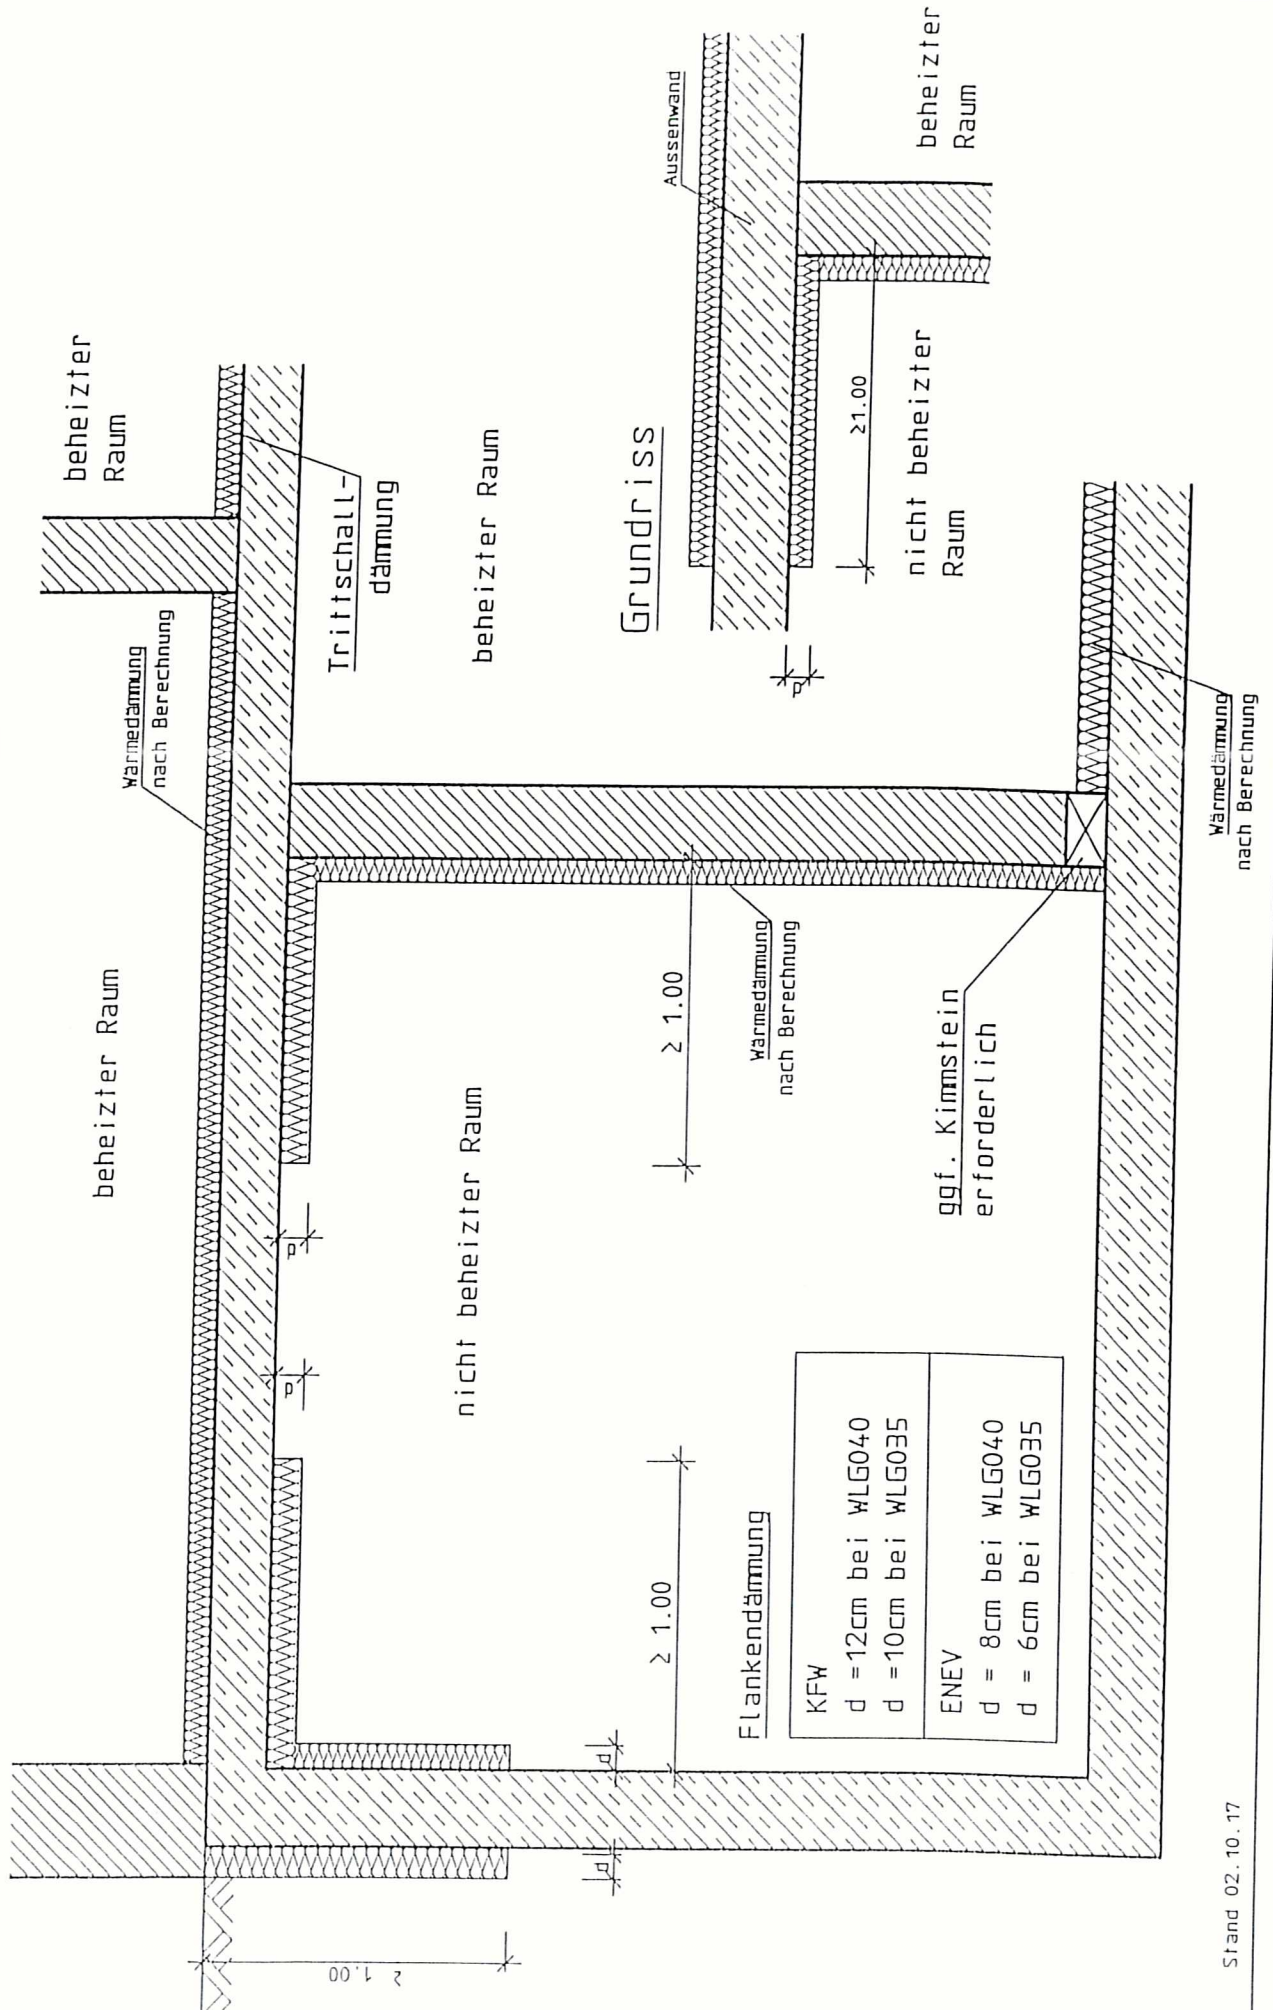 beheizter Raum
Wärmedämmung
nach Berechnung
beheizter
Raum
Trittschall-
dämmung
beheizter Raum
nicht beheizter Raum
d
d
≥ 1.00
≥ 1.00
≥ 1.00
d
d
Wärmedämmung
nach Berechnung
ggf. Kimmstein
erforderlich
Wärmedämmung
nach Berechnung
Flankendämmung
KFW
d =12cm bei WLG040
d =10cm bei WLG035
ENEV
d = 8cm bei WLG040
d = 6cm bei WLG035
Grundriss
Aussenwand
beheizter
Raum
≥1.00
nicht beheizter
Raum
d
Stand 02.10.17